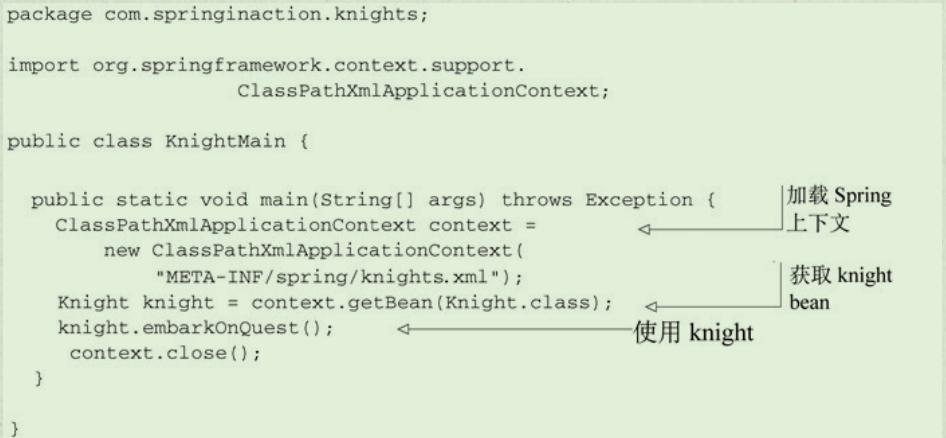 package com.springinaction.knights;
import org.springframework.context.support.
ClassPathXmlApplicationContext;
public class KnightMain {
public static void main(String[] args) throws Exception {
加载 Spring
上下文
ClassPathXmlApplicationContext context =
new ClassPathXmlApplicationContext(
"META-INF/spring/knights.xml");
获取 knight
bean
Knight knight = context.getBean(Knight.class);
knight.embarkOnQuest();
使用 knight
context.close();
}
}